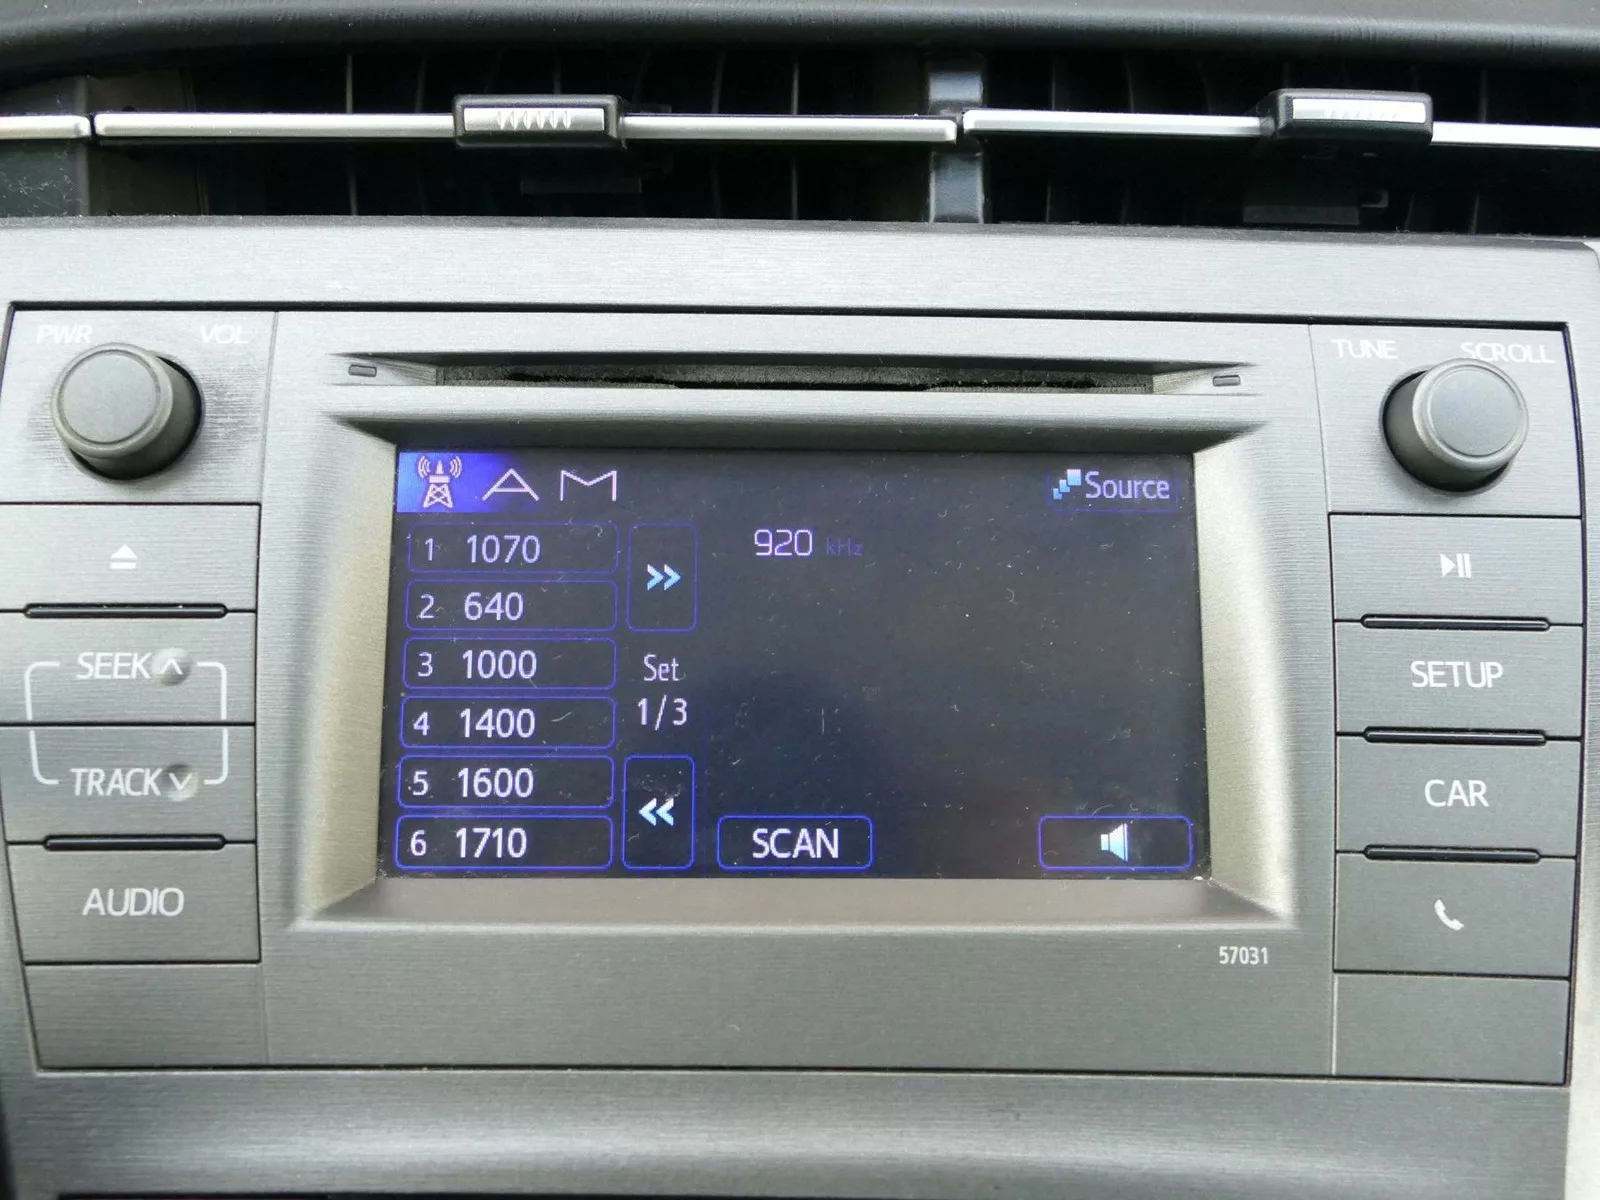 PWR VOL
TUNE SCROLL
AM
Source
1 1070
920 kHz
2 640
3 1000
Set
1/3
4 1400
5 1600
6 1710
SCAN
SEEK
TRACK
AUDIO
SETUP
CAR
57031